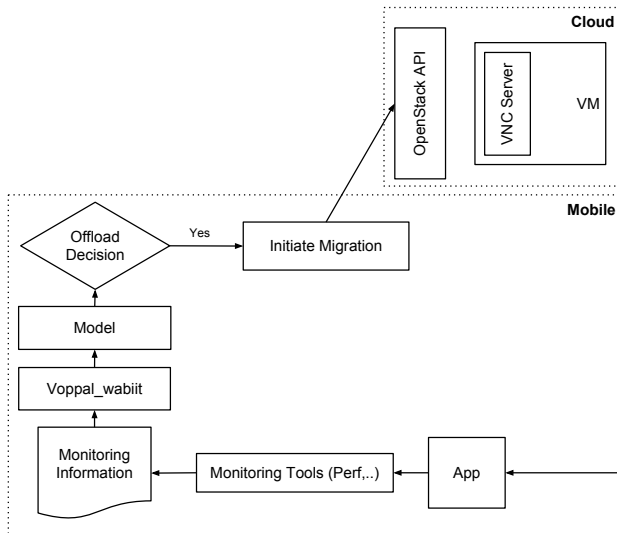 Cloud
OpenStack API
VNC Server
VM
Mobile
Offload
Decision
Yes
Initiate Migration
Model
Voppal_wabiit
Monitoring
Information
Monitoring Tools (Perf,..)
App